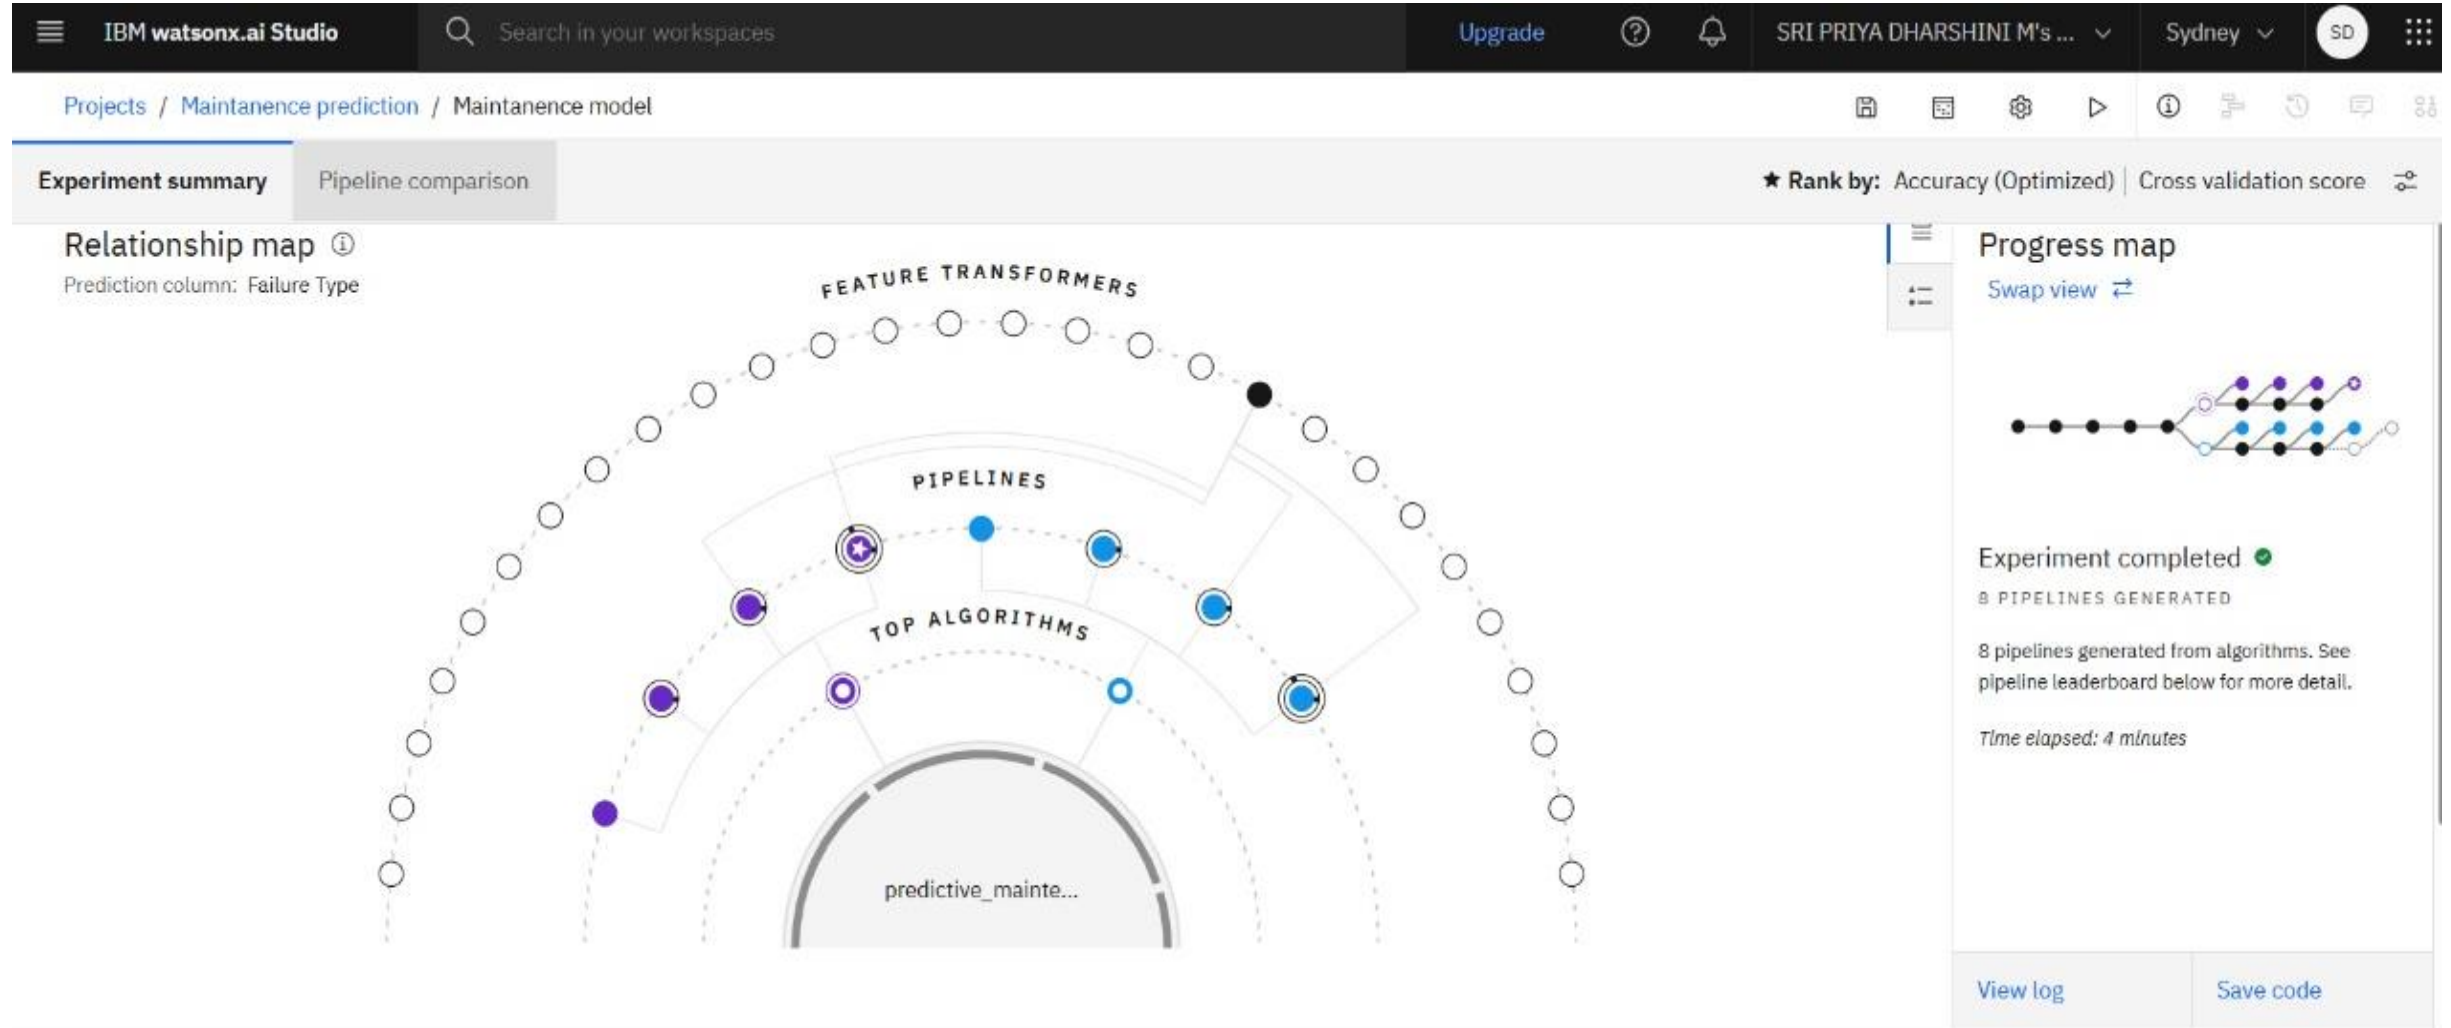 IBM watsonx.ai Studio
Search in your workspaces
Upgrade
SRI PRIYA DHARSHINI M's ...
Sydney
SD
Projects / Maintanence prediction / Maintanence model
Experiment summary
Pipeline comparison
★ Rank by: Accuracy (Optimized) | Cross validation score
Relationship map
Prediction column: Failure Type
FEATURE TRANSFORMERS
PIPELINES
TOP ALGORITHMS
predictive_mainte...
Progress map
Swap view
Experiment completed
8 PIPELINES GENERATED
8 pipelines generated from algorithms. See
pipeline leaderboard below for more detail.
Time elapsed: 4 minutes
View log
Save code